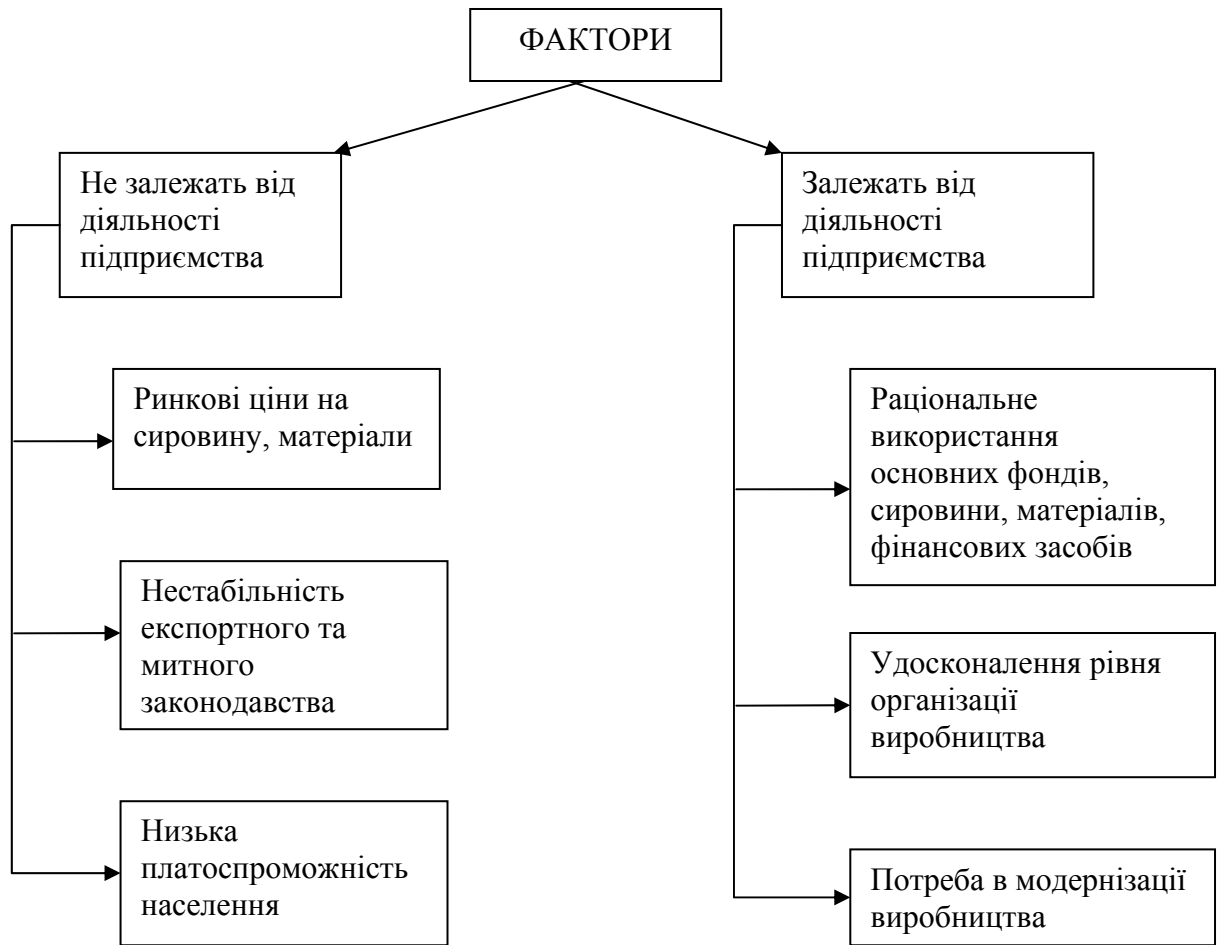 ФАКТОРИ
Не залежать від
діяльності
підприємства
Ринкові ціни на
сировину, матеріали
Нестабільність
експортного та
митного
законодавства
Низька
платоспроможність
населення
Залежать від
діяльності
підприємства
Раціональне
використання
основних фондів,
сировини, матеріалів,
фінансових засобів
Удосконалення рівня
організації
виробництва
Потреба в модернізації
виробництва